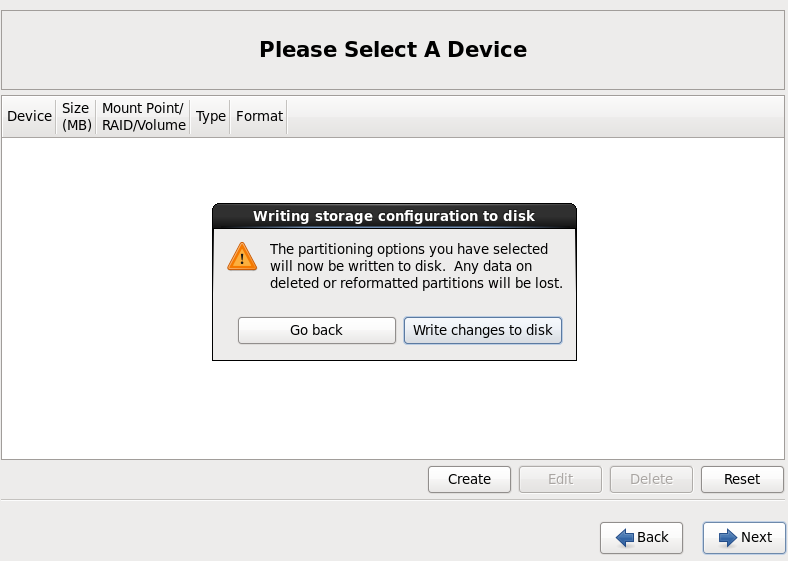 Please Select A Device
Device
Size
(MB)
Mount Point/
RAID/Volume
Type
Format
Writing storage configuration to disk
The partitioning options you have selected
will now be written to disk.  Any data on
deleted or reformatted partitions will be lost.
Go back
Write changes to disk
Create
Edit
Delete
Reset
Back
Next